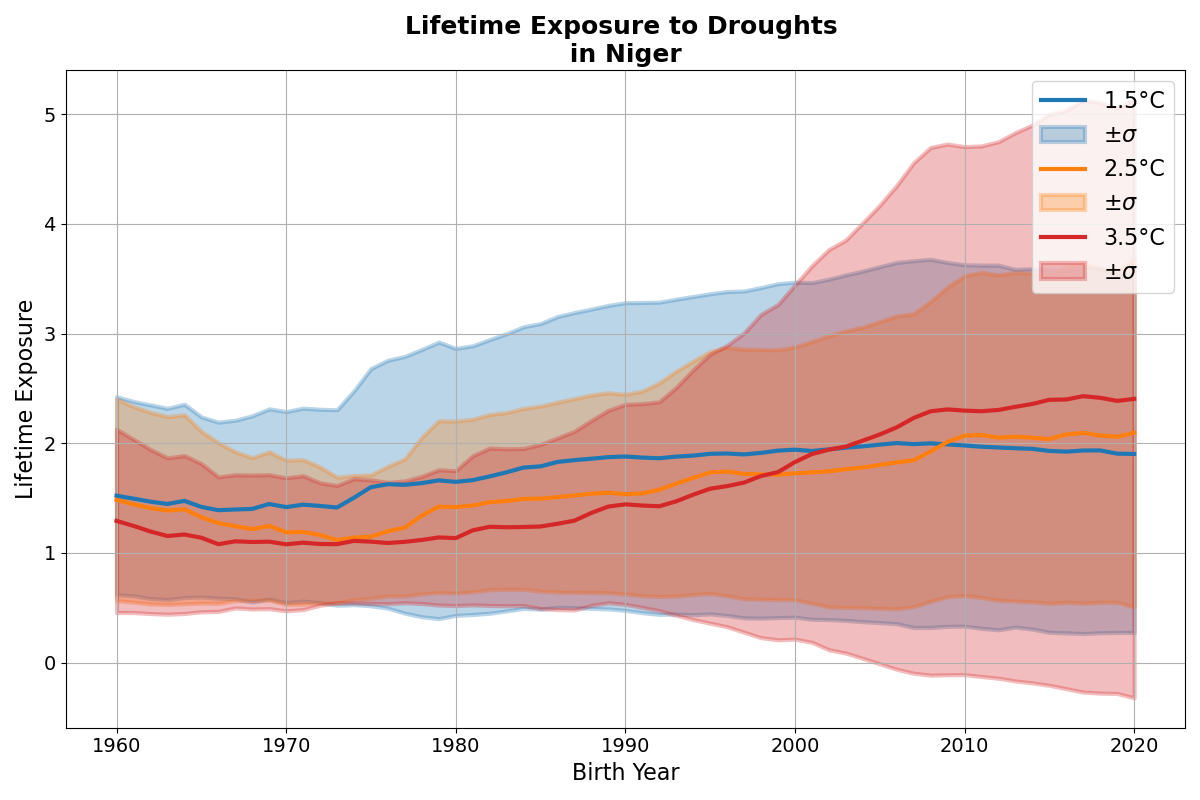 Lifetime Exposure to Droughts
in Niger
Lifetime Exposure
5
4
3
2
1
0
1960 1970 1980 1990 2000 2010 2020
Birth Year
1.5°C
±σ
2.5°C
±σ
3.5°C
±σ